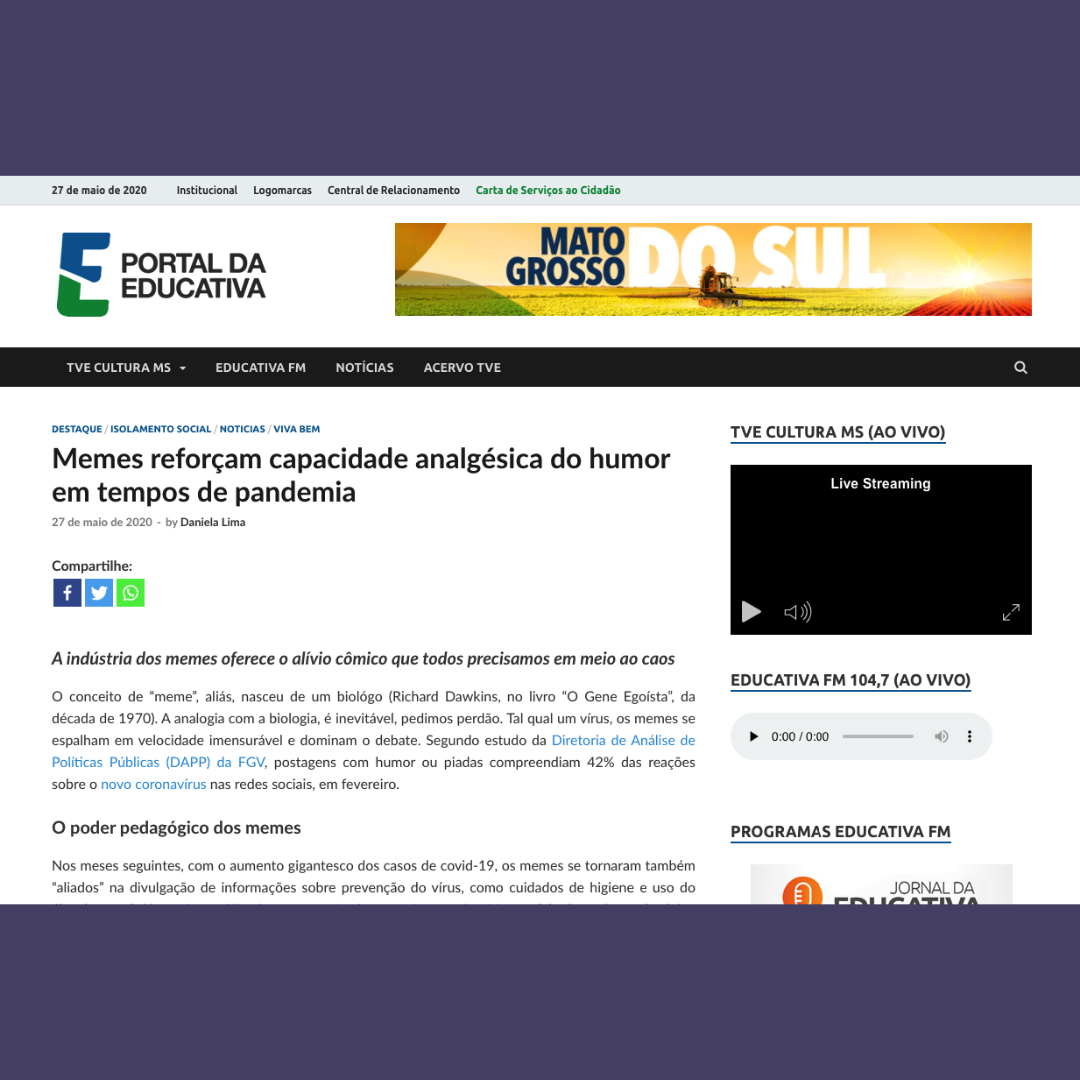 27 de maio de 2020 Institucional Logomarcas Central de Relacionamento Carta de Serviços ao Cidadão
PORTAL DA
EDUCATIVA
MATO
GROSSO
DO SUL
TVE CULTURA MS EDUCATIVA FM NOTÍCIAS ACERVO TVE
DESTAQUE / ISOLAMENTO SOCIAL / NOTICIAS / VIVA BEM
Memes reforçam capacidade analgésica do humor
em tempos de pandemia
27 de maio de 2020 - by Daniela Lima
Compartilhe:
A indústria dos memes oferece o alívio cômico que todos precisamos em meio ao caos
O conceito de “meme”, aliás, nasceu de um biológo (Richard Dawkins, no livro “O Gene Egoísta”, da
década de 1970). A analogia com a biologia, é inevitável, pedimos perdão. Tal qual um vírus, os memes se
espalham em velocidade imensurável e dominam o debate. Segundo estudo da Diretoria de Análise de
Políticas Públicas (DAPP) da FGV, postagens com humor ou piadas compreendiam 42% das reações
sobre o novo coronavírus nas redes sociais, em fevereiro.
O poder pedagógico dos memes
Nos meses seguintes, com o aumento gigantesco dos casos de covid-19, os memes se tornaram também
“aliados” na divulgação de informações sobre prevenção do vírus, como cuidados de higiene e uso do
TVE CULTURA MS (AO VIVO)
Live Streaming
EDUCATIVA FM 104,7 (AO VIVO)
0:00 / 0:00
PROGRAMAS EDUCATIVA FM
JORNAL DA
EDUCATIVA